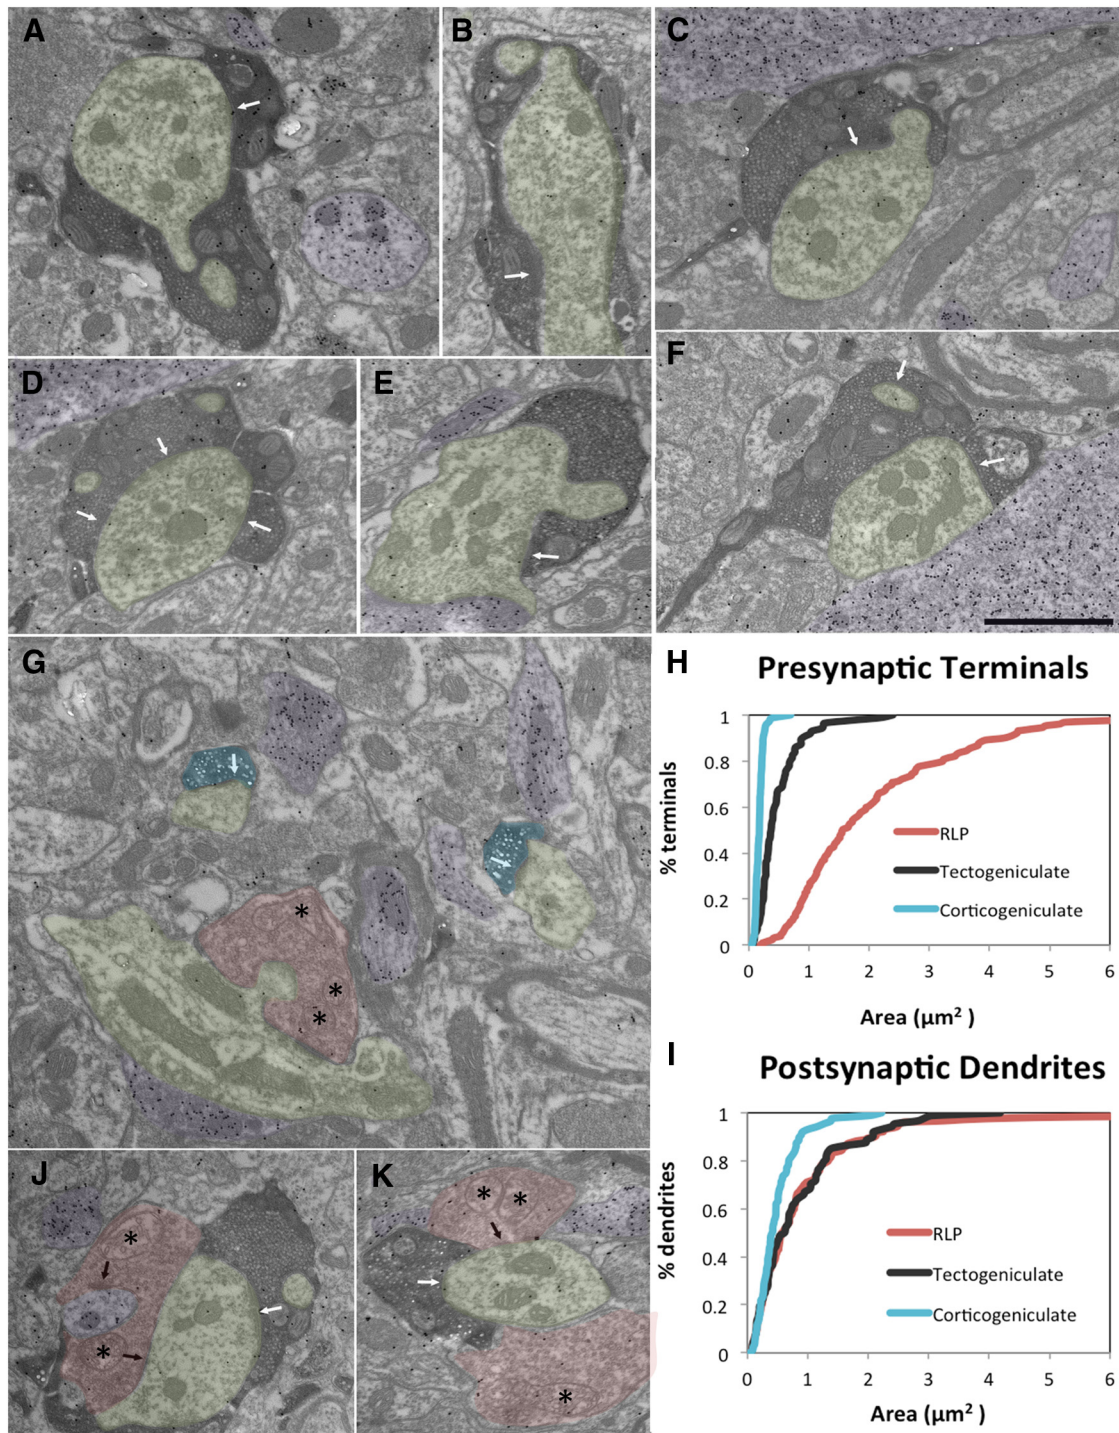 A
B
C
D
E
F
G
*
*
*
H
Presynaptic Terminals
1
0.8
0.6
0.4
0.2
0
% terminals
RLP
Tectogeniculate
Corticogeniculate
0 1 2 3 4 5 6
Area (µm² )
I
Postsynaptic Dendrites
1
0.8
0.6
0.4
0.2
0
% dendrites
RLP
Tectogeniculate
Corticogeniculate
0 1 2 3 4 5 6
Area (µm² )
J
*
*
K
* *
*